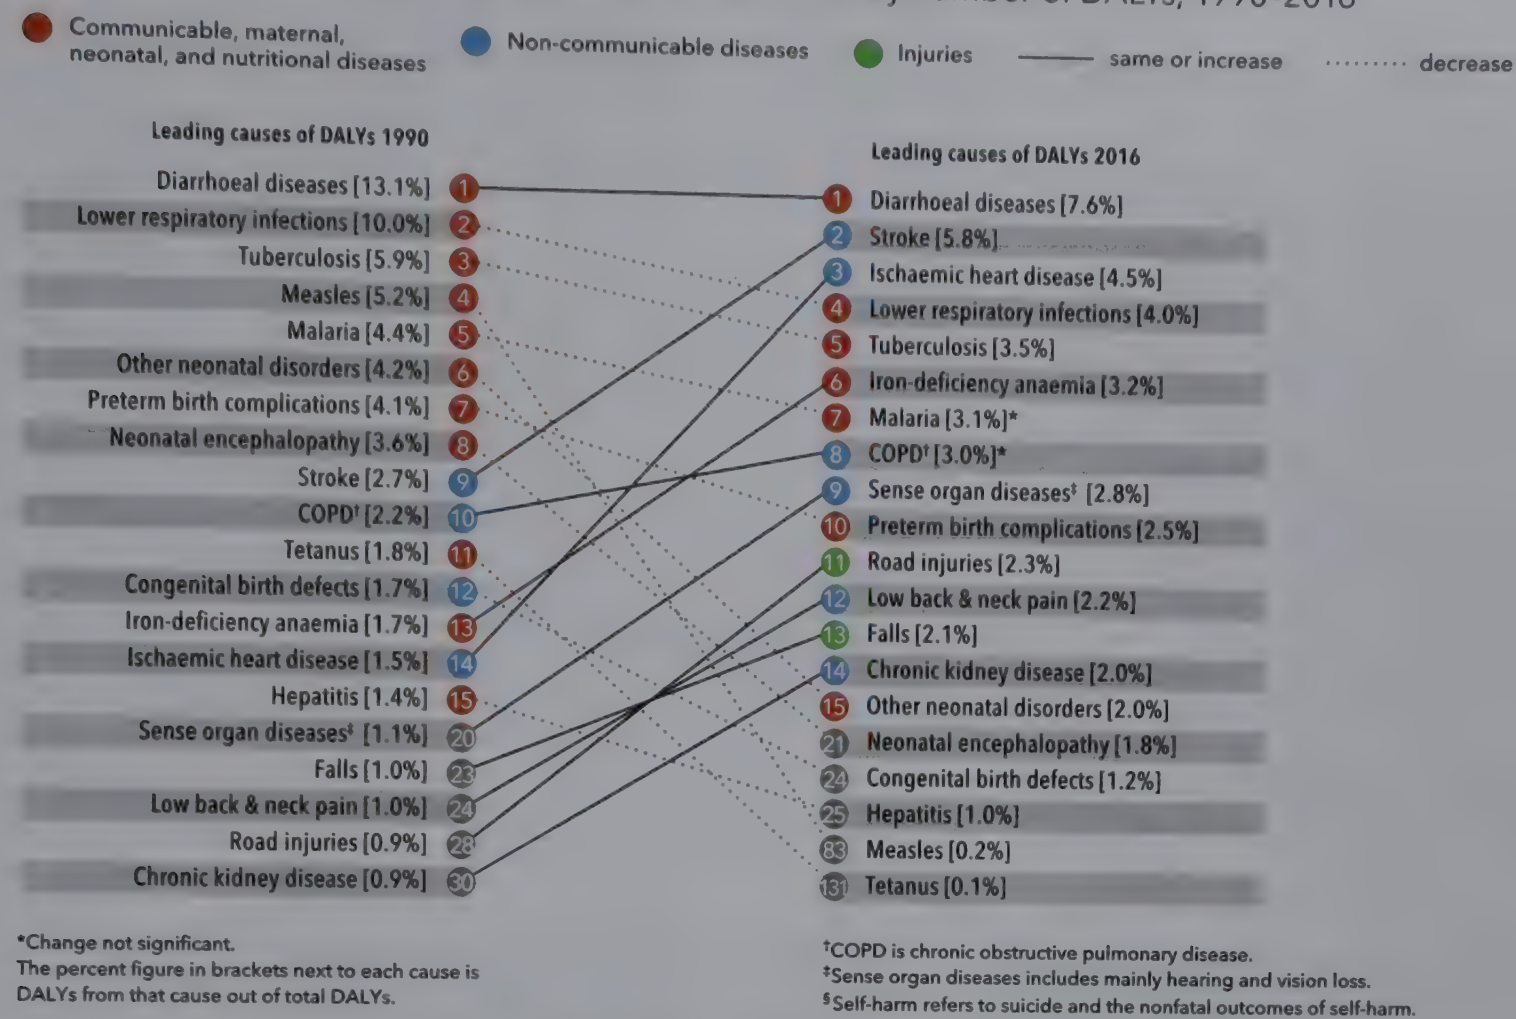 DALYs, 1990-2016
Communicable, maternal,
neonatal, and nutritional diseases
Non-communicable diseases
Injuries
same or increase
decrease
Leading causes of DALYs 1990
Diarrhoeal diseases [13.1%] 1
Lower respiratory infections [10.0%] 2
Tuberculosis [5.9%] 3
Measles [5.2%] 4
Malaria [4.4%] 5
Other neonatal disorders [4.2%] 6
Preterm birth complications [4.1%] 7
Neonatal encephalopathy [3.6%] 8
Stroke [2.7%] 9
COPD† [2.2%] 10
Tetanus [1.8%] 11
Congenital birth defects [1.7%] 12
Iron-deficiency anaemia [1.7%] 13
Ischaemic heart disease [1.5%] 14
Hepatitis [1.4%] 15
Sense organ diseases‡ [1.1%] 20
Falls [1.0%] 23
Low back & neck pain [1.0%] 24
Road injuries [0.9%] 28
Chronic kidney disease [0.9%] 30
Leading causes of DALYs 2016
1 Diarrhoeal diseases [7.6%]
2 Stroke [5.8%]
3 Ischaemic heart disease [4.5%]
4 Lower respiratory infections [4.0%]
5 Tuberculosis [3.5%]
6 Iron-deficiency anaemia [3.2%]
7 Malaria [3.1%]*
8 COPD† [3.0%]*
9 Sense organ diseases‡ [2.8%]
10 Preterm birth complications [2.5%]
11 Road injuries [2.3%]
12 Low back & neck pain [2.2%]
13 Falls [2.1%]
14 Chronic kidney disease [2.0%]
15 Other neonatal disorders [2.0%]
21 Neonatal encephalopathy [1.8%]
24 Congenital birth defects [1.2%]
25 Hepatitis [1.0%]
83 Measles [0.2%]
131 Tetanus [0.1%]
*Change not significant.
The percent figure in brackets next to each cause is
DALYs from that cause out of total DALYs.
†COPD is chronic obstructive pulmonary disease.
‡Sense organ diseases includes mainly hearing and vision loss.
§Self-harm refers to suicide and the nonfatal outcomes of self-harm.